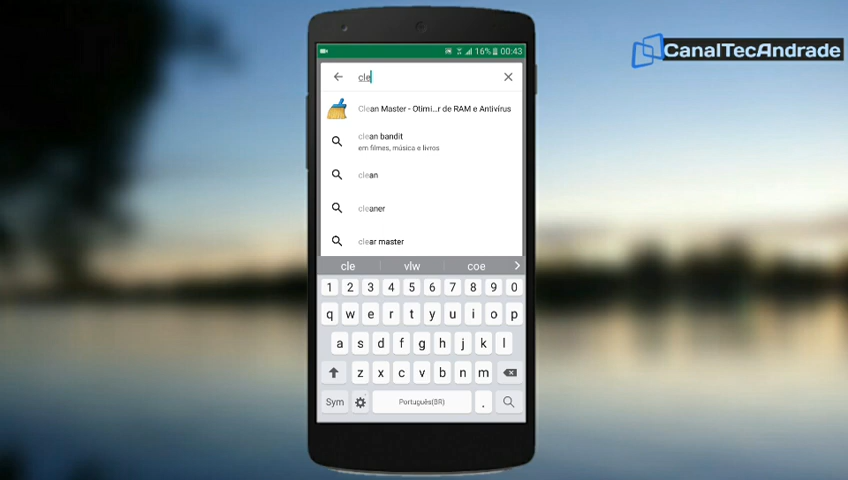 CanalTecAndrade
16% 00:43
cle
Clean Master - Otimi...r de RAM e Antivírus
clean bandit
em filmes, música e livros
clean
cleaner
clear master
cle vlw coe
1 2 3 4 5 6 7 8 9 0
q w e r t y u i o p
a s d f g h j k l
z x c v b n m
Sym Português(BR) .